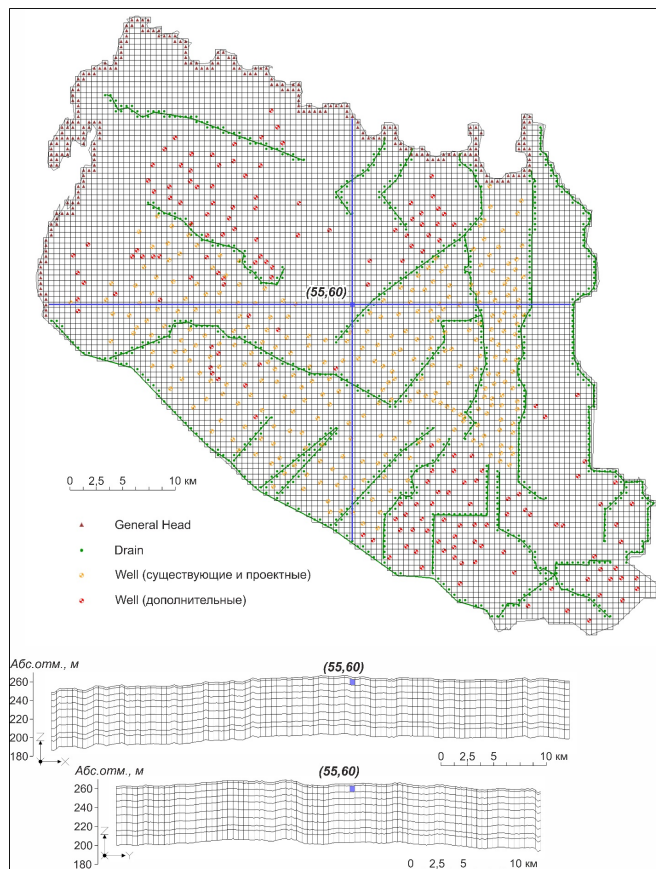 (55,60)
0 2,5 5 10 км
General Head
Drain
Well (существующие и проектные)
Well (дополнительные)
Абс.отм., м
(55,60)
260
240
220
200
180
Z
X
0 2,5 5 10 км
Абс.отм., м
(55,60)
260
240
220
200
180
Z
Y
0 2,5 5 10 км